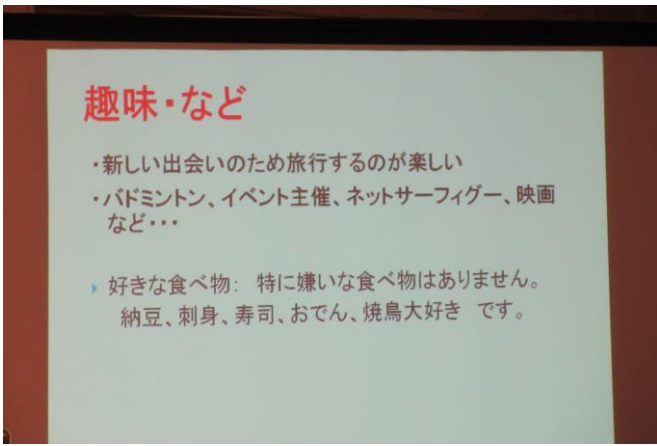 趣味・など
・新しい出会いのため旅行するのが楽しい
・バドミントン、イベント主催、ネットサーフィグー、映画
など・・・
好きな食べ物： 特に嫌いな食べ物はありません。
納豆、刺身、寿司、おでん、焼鳥大好き です。